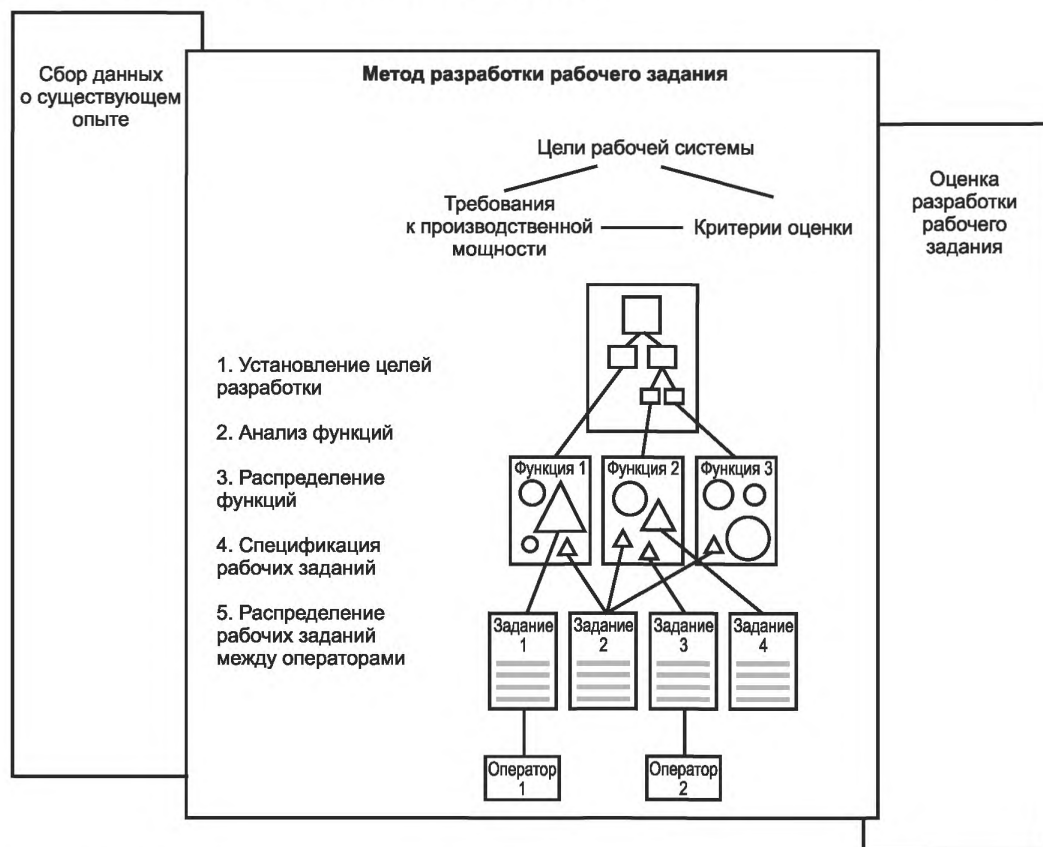 Сбор данных
о существующем
опыте
Метод разработки рабочего задания
Цели рабочей системы
Требования
к производственной
мощности
Критерии оценки
Оценка
разработки
рабочего
задания
1. Установление целей
разработки
2. Анализ функций
3. Распределение
функций
4. Спецификация
рабочих заданий
5. Распределение
рабочих заданий
между операторами
Функция 1
Функция 2
Функция 3
Задание
1
Задание
2
Задание
3
Задание
4
Оператор
1
Оператор
2